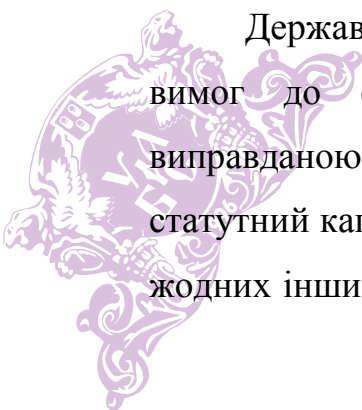 Держав
вимог до
виправданою
статутний кап
жодних інши